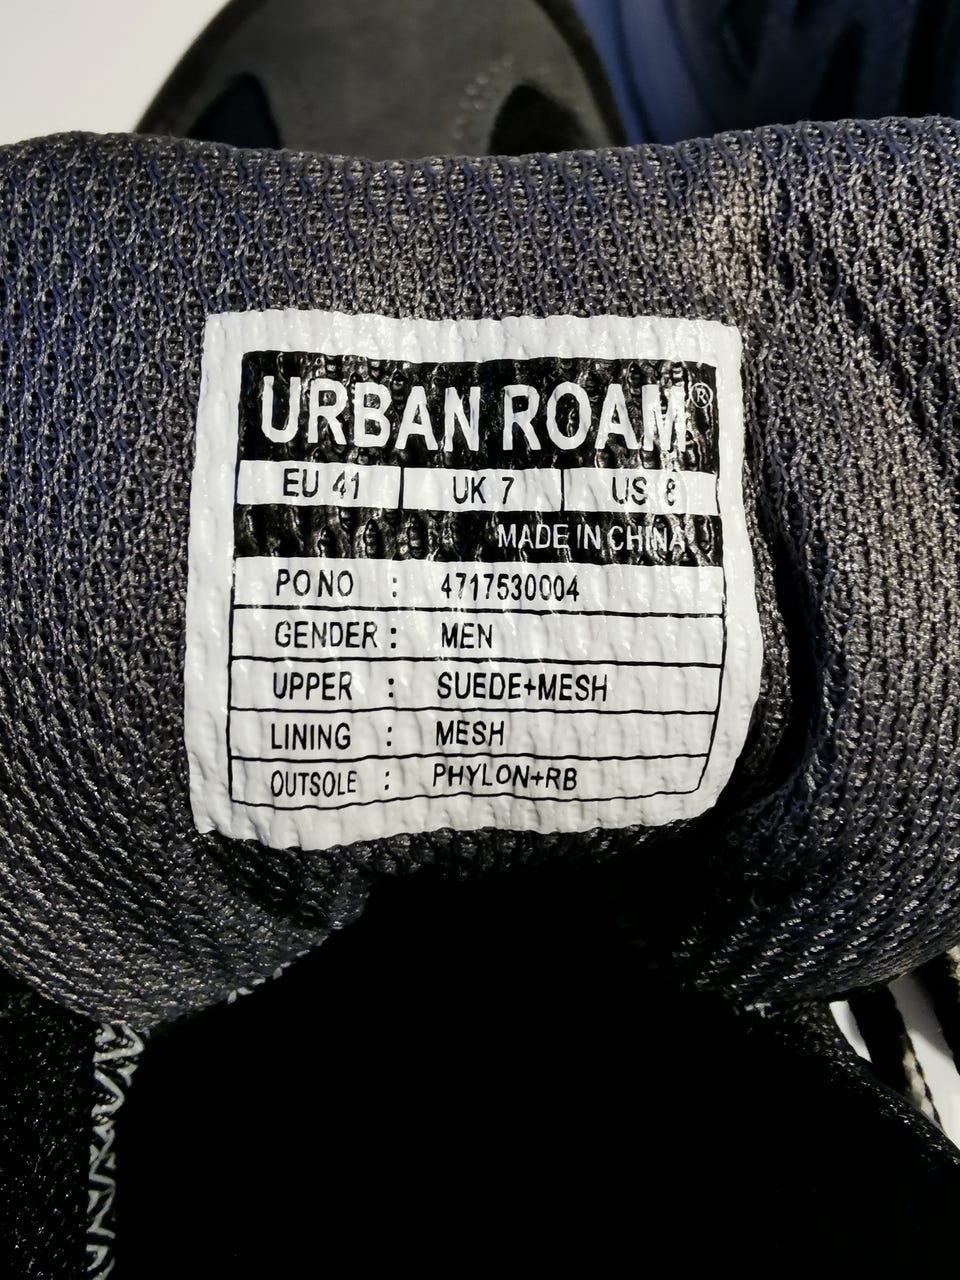 URBAN ROAM®
EU 41 UK 7 US 8
MADE IN CHINA
PO NO : 4717530004
GENDER : MEN
UPPER : SUEDE+MESH
LINING : MESH
OUTSOLE : PHYLON+RB